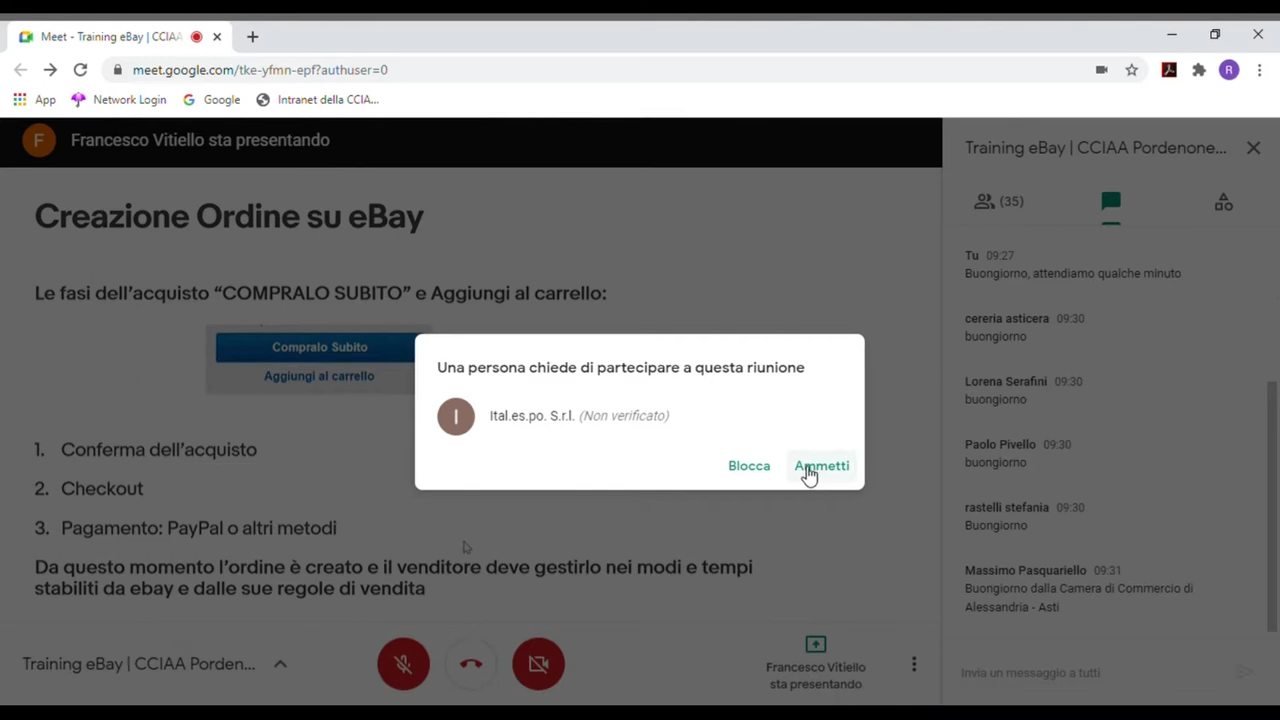 Meet - Training eBay | CCIAA
meet.google.com/tke-yfmn-epf?authuser=0
R
App
Network Login
Google
Intranet della CCIA...
F
Francesco Vitiello sta presentando
Creazione Ordine su eBay
Le fasi dell'acquisto “COMPRALO SUBITO” e Aggiungi al carrello:
Compralo Subito
Aggiungi al carrello
1. Conferma dell'acquisto
2. Checkout
3. Pagamento: PayPal o altri metodi
Da questo momento l'ordine è creato e il venditore deve gestirlo nei modi e tempi
stabiliti da ebay e dalle sue regole di vendita
Una persona chiede di partecipare a questa riunione
I
Ital.es.po. S.r.l. (Non verificato)
Blocca
Ammetti
Training eBay | CCIAA Porden...
Francesco Vitiello
sta presentando
Training eBay | CCIAA Pordenone...
(35)
Tu 09:27
Buongiorno, attendiamo qualche minuto
cereria asticera 09:30
buongiorno
Lorena Serafini 09:30
buongiorno
Paolo Pivello 09:30
buongiorno
rastelli stefania 09:30
Buongiorno
Massimo Pasquariello 09:31
Buongiorno dalla Camera di Commercio di
Alessandria - Asti
Invia un messaggio a tutti